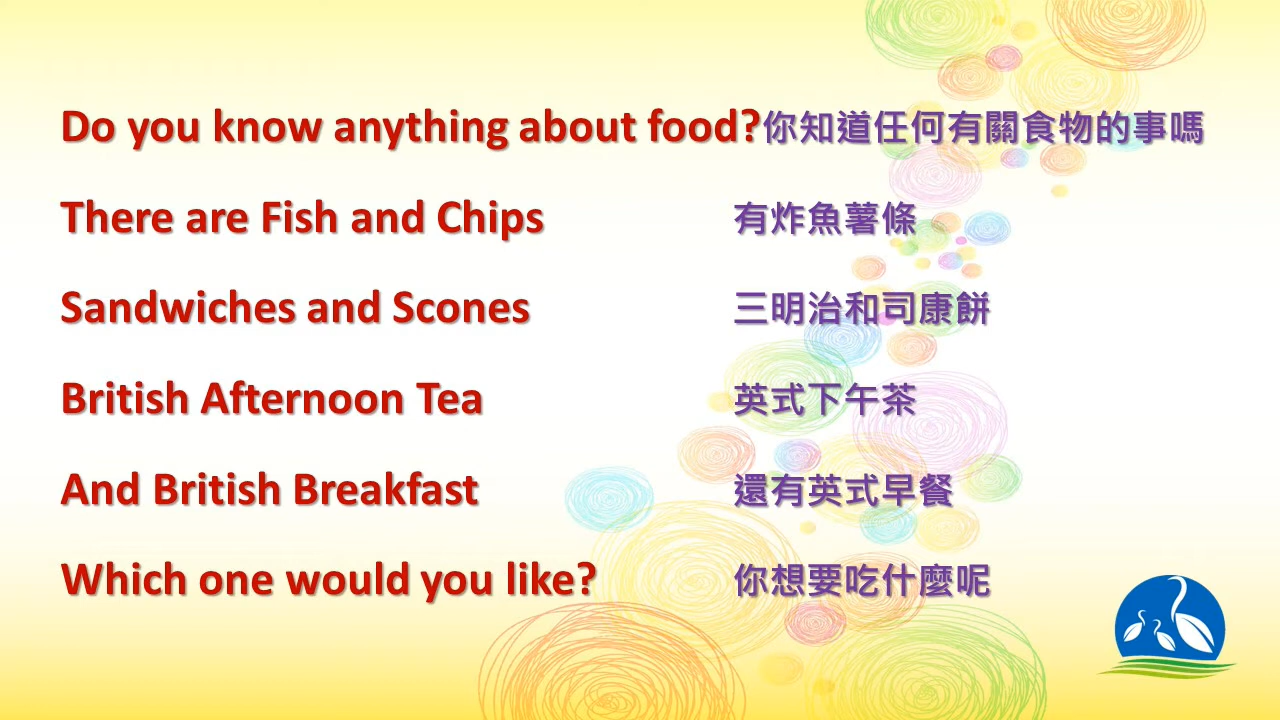 Do you know anything about food?你知道任何有關食物的事嗎
There are Fish and Chips 有炸魚薯條
Sandwiches and Scones 三明治和司康餅
British Afternoon Tea 英式下午茶
And British Breakfast 還有英式早餐
Which one would you like? 你想要吃什麼呢